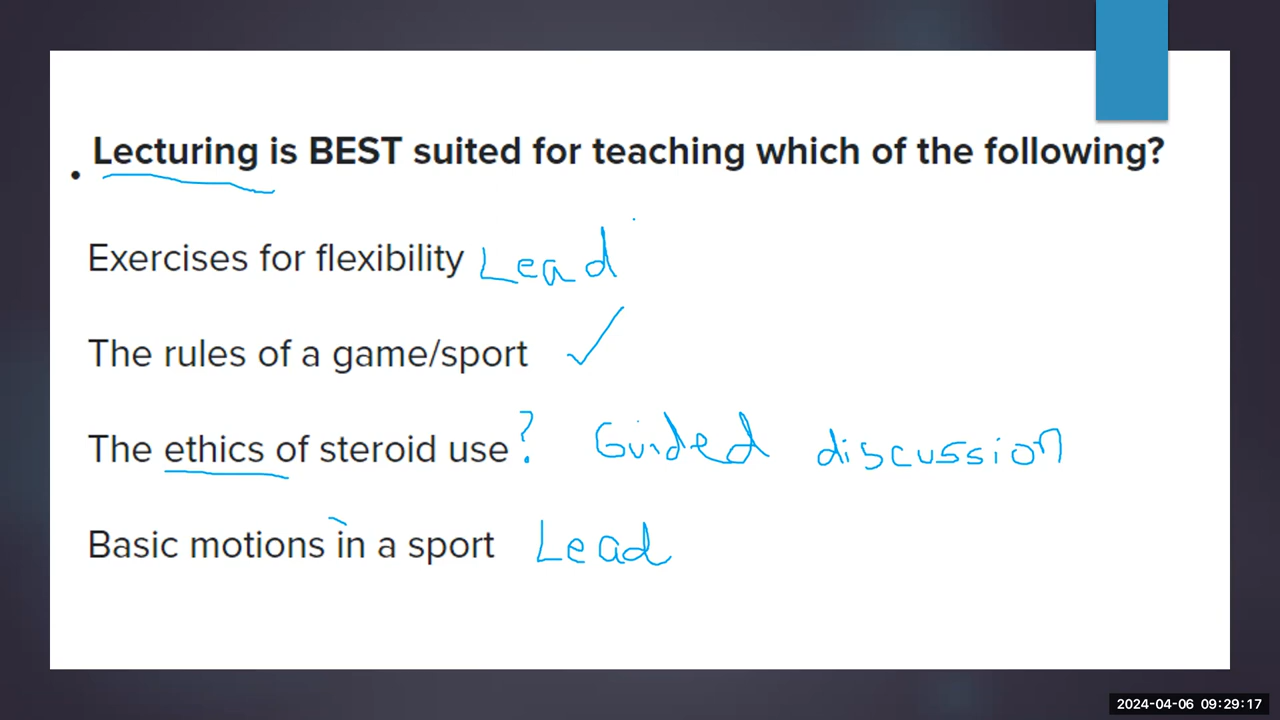 Lecturing is BEST suited for teaching which of the following?
Exercises for flexibility Lead
The rules of a game/sport ✓
The ethics of steroid use? Guided discussion
Basic motions in a sport Lead
2024-04-06 09:29:17